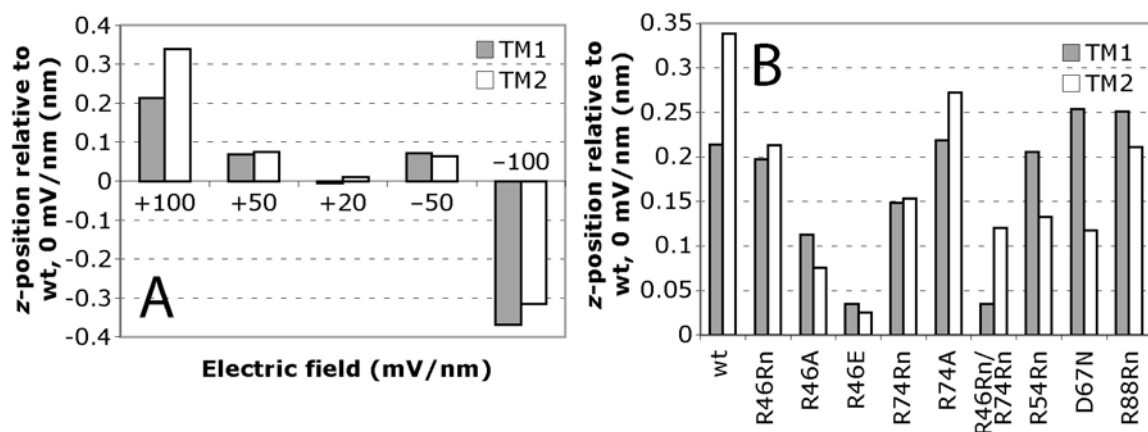 z-position relative to
wt, 0 mV/nm (nm)
0.4
0.3
0.2
0.1
0
-0.1
-0.2
-0.3
-0.4
TM1
TM2
+100
+50
+20
−50
−100
A
Electric field (mV/nm)
z-position relative to
wt, 0 mV/nm (nm)
0.35
0.3
0.25
0.2
0.15
0.1
0.05
0
B
TM1
TM2
wt
R46Rn
R46A
R46E
R74Rn
R74A
R46Rn/
R74Rn
R54Rn
D67N
R88Rn